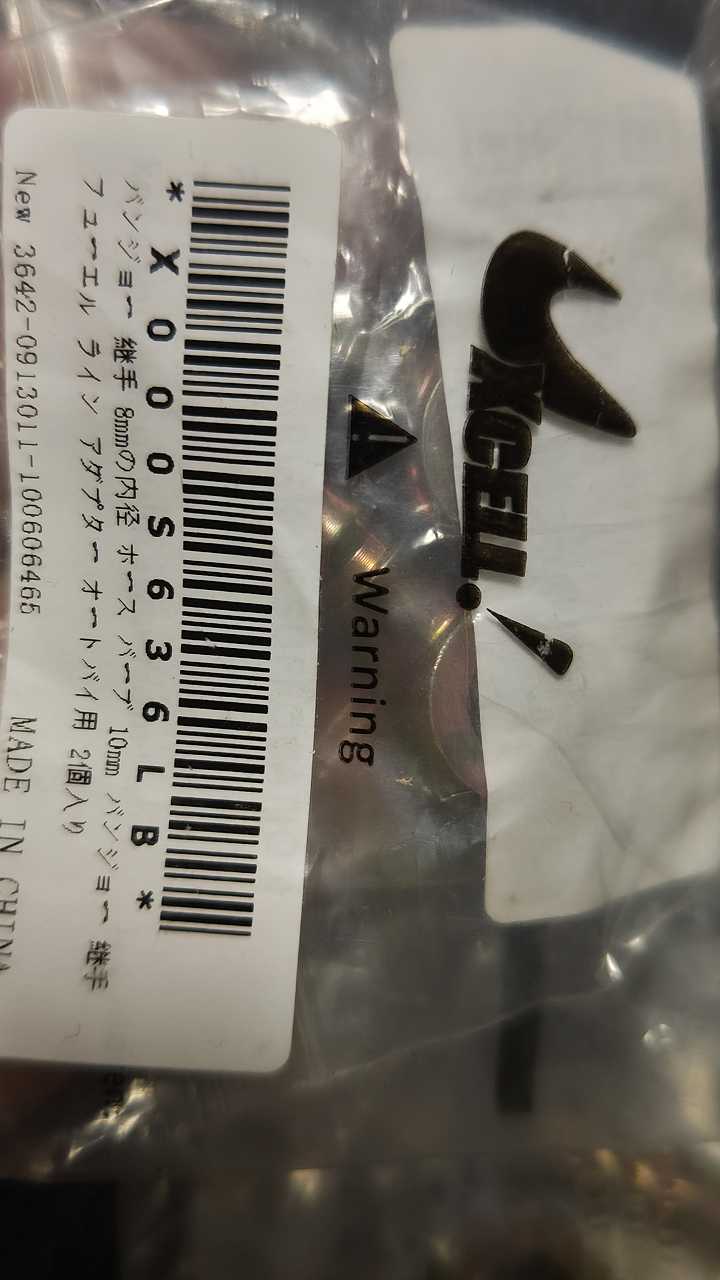 UXCELL.
Warning
*X000S636LB*
バンジョー 継手 8mmの内径 ホース バーブ 10mm バンジョー 継手
フューエル ライン アダプター オートバイ用 2個入り
New 3642-0913011-100606465 MADE IN CHINA